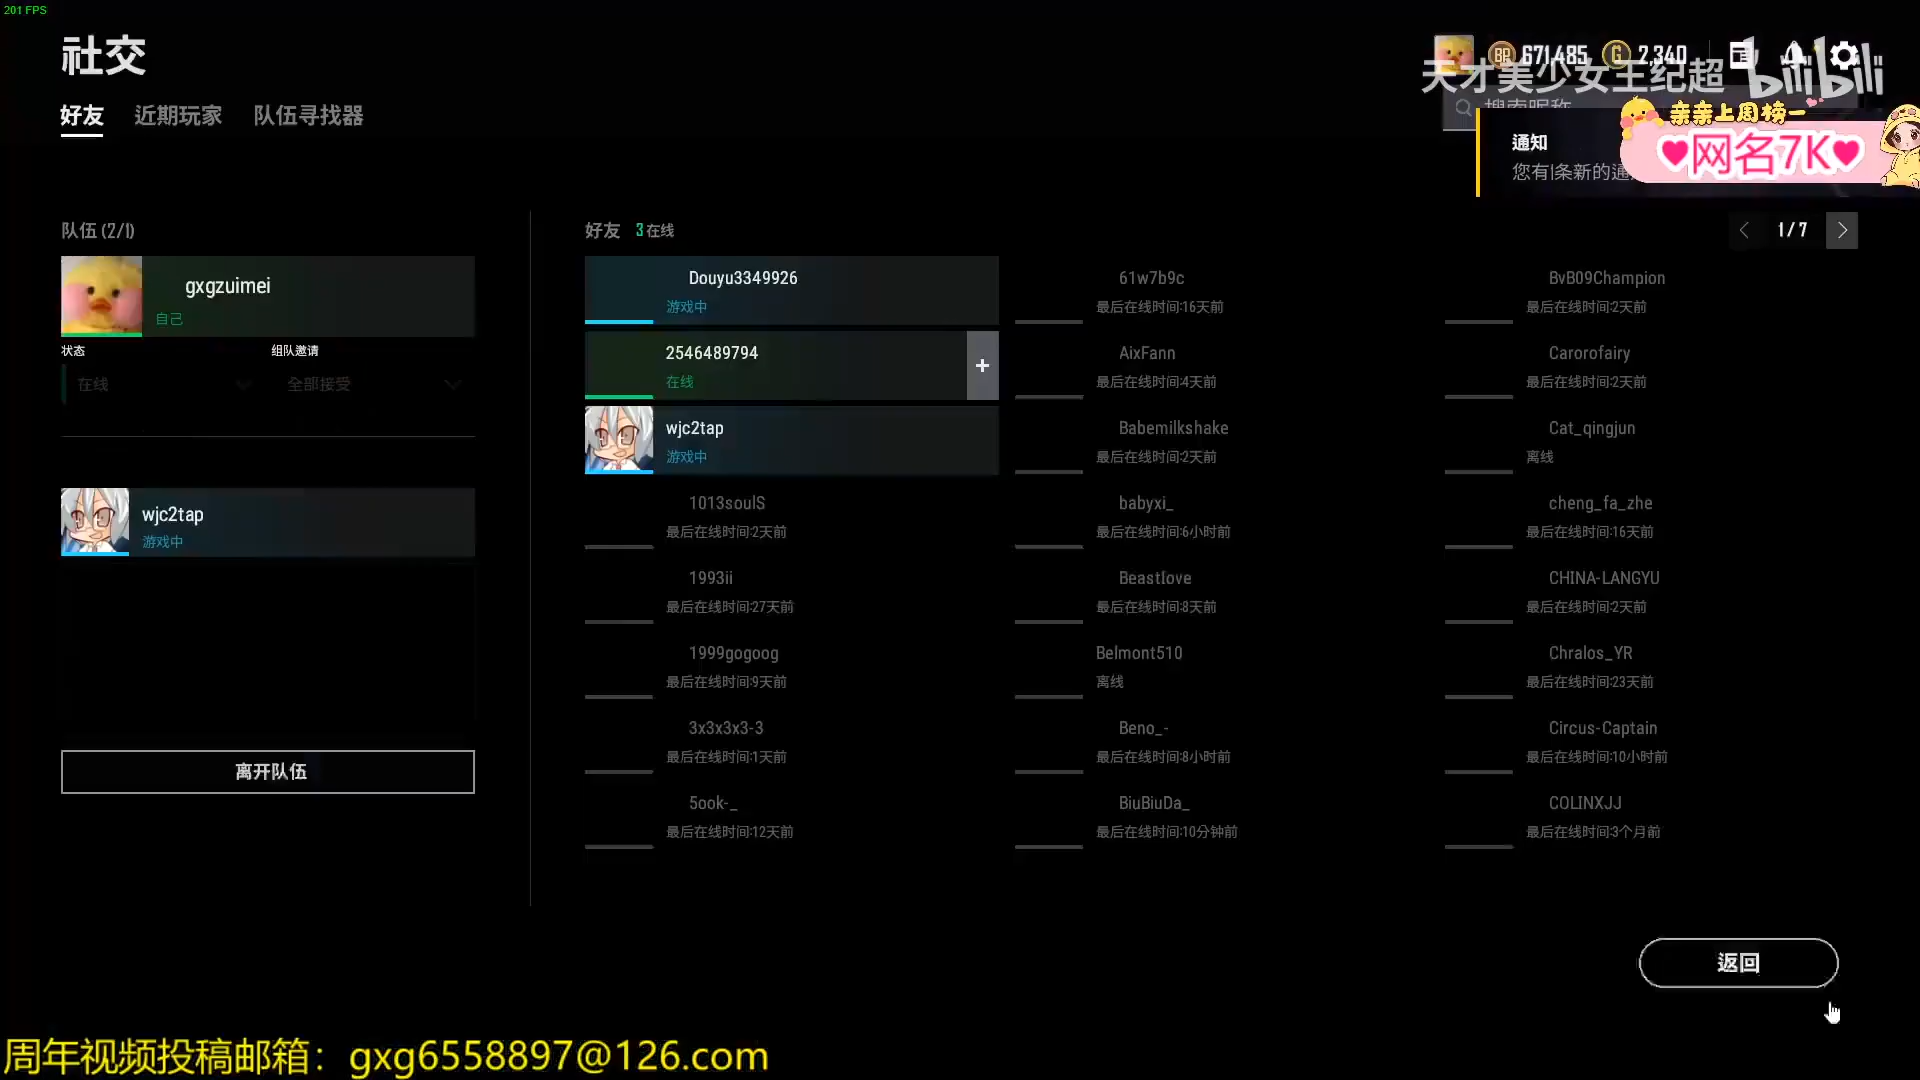 201 FPS
社交
BP 671,485 G 2,340
天才美少女王纪超 bilibili
好友 近期玩家 队伍寻找器
搜索昵称
亲亲上周榜一
网名7K
通知
您有1条新的通
队伍 (2/1)
gxgzuimei
自己
状态 组队邀请
在线 全部接受
wjc2tap
游戏中
离开队伍
好友 3在线
1/7
Douyu3349926
游戏中
2546489794
在线
wjc2tap
游戏中
1013soulS
最后在线时间:2天前
1993ii
最后在线时间:27天前
1999gogoog
最后在线时间:9天前
3x3x3x3-3
最后在线时间:1天前
5ook-_
最后在线时间:12天前
61w7b9c
最后在线时间:16天前
AixFann
最后在线时间:4天前
Babemilkshake
最后在线时间:2天前
babyxi_
最后在线时间:6小时前
Beastlove
最后在线时间:8天前
Belmont510
离线
Beno_-
最后在线时间:8小时前
BiuBiuDa_
最后在线时间:10分钟前
BvB09Champion
最后在线时间:2天前
Carorofairy
最后在线时间:2天前
Cat_qingjun
离线
cheng_fa_zhe
最后在线时间:16天前
CHINA-LANGYU
最后在线时间:2天前
Chralos_YR
最后在线时间:23天前
Circus-Captain
最后在线时间:10小时前
COLINXJJ
最后在线时间:3个月前
返回
周年视频投稿邮箱：gxg6558897@126.com